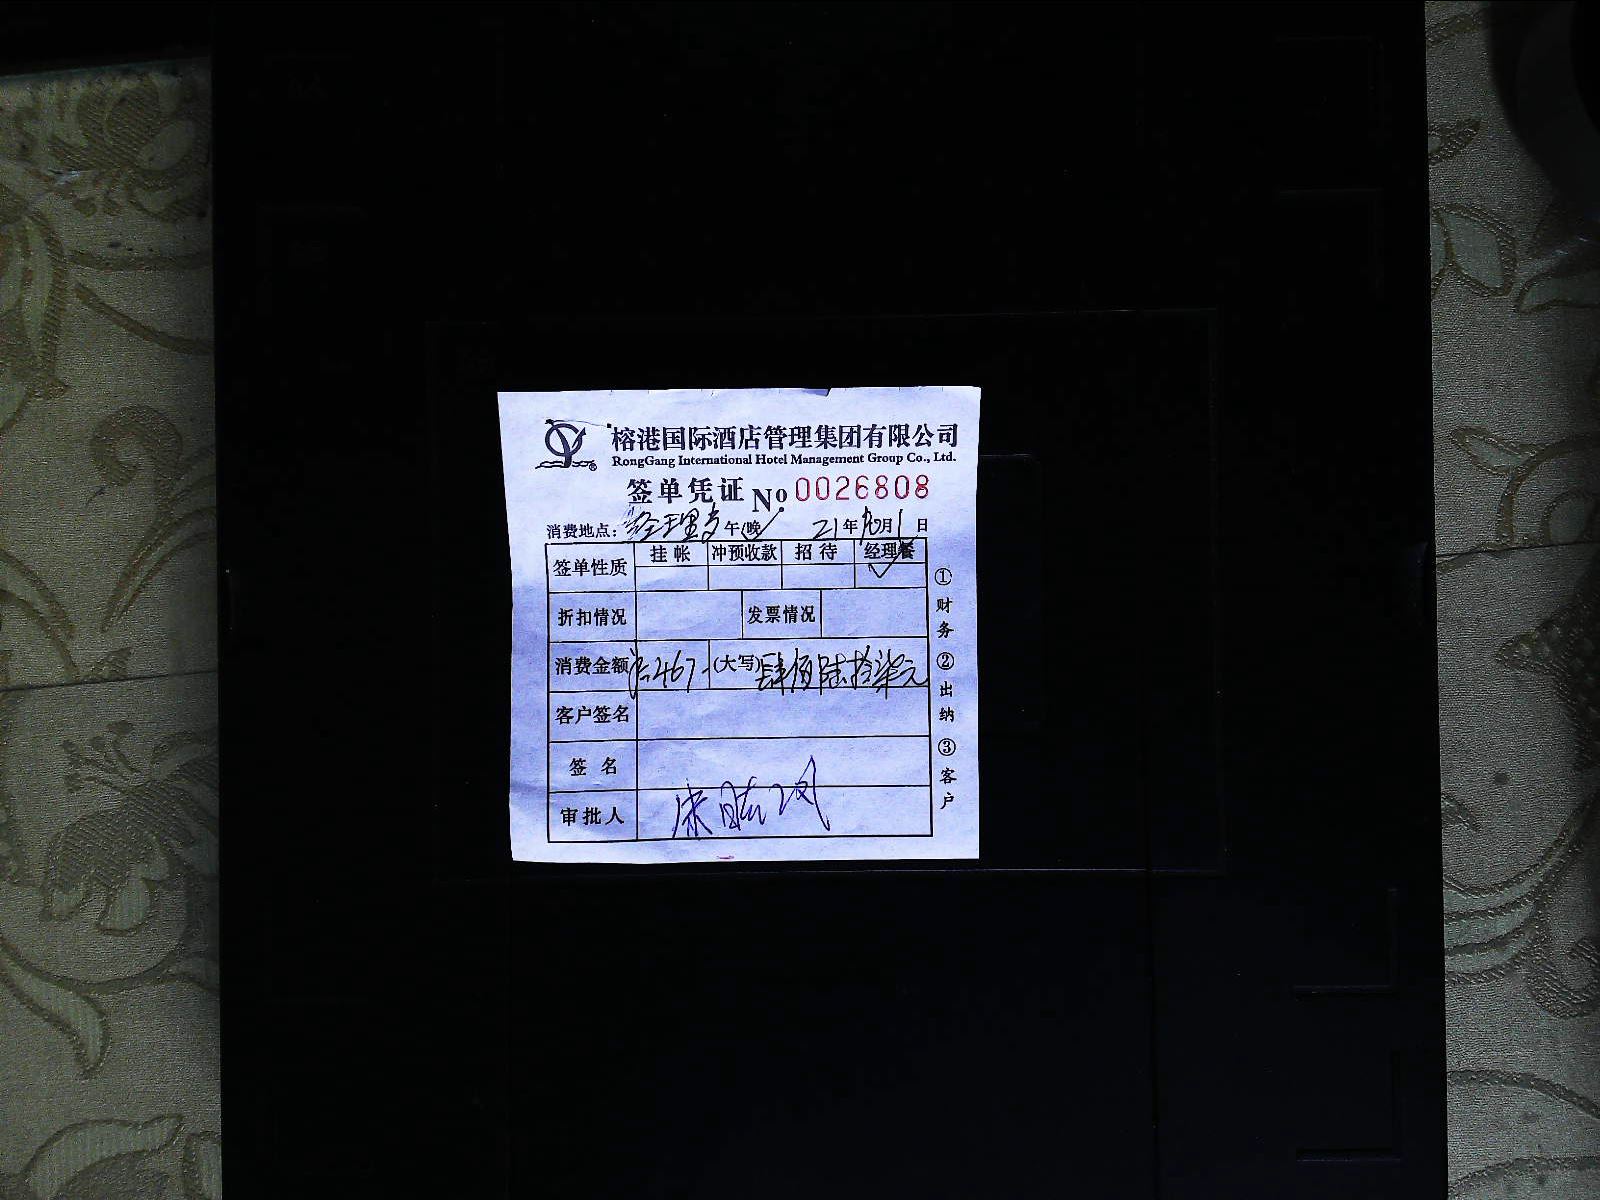 榕港国际酒店管理集团有限公司
RongGang International Hotel Management Group Co., Ltd.
签单凭证 No. 0026808
消费地点: 经理 午(晚) 21年10月1日
签单性质 挂帐 冲预收款 招待 经理餐
折扣情况 发票情况
消费金额 467 (大写) 肆佰陆拾柒元
客户签名
签名
审批人
①财务 ②出纳 ③客户